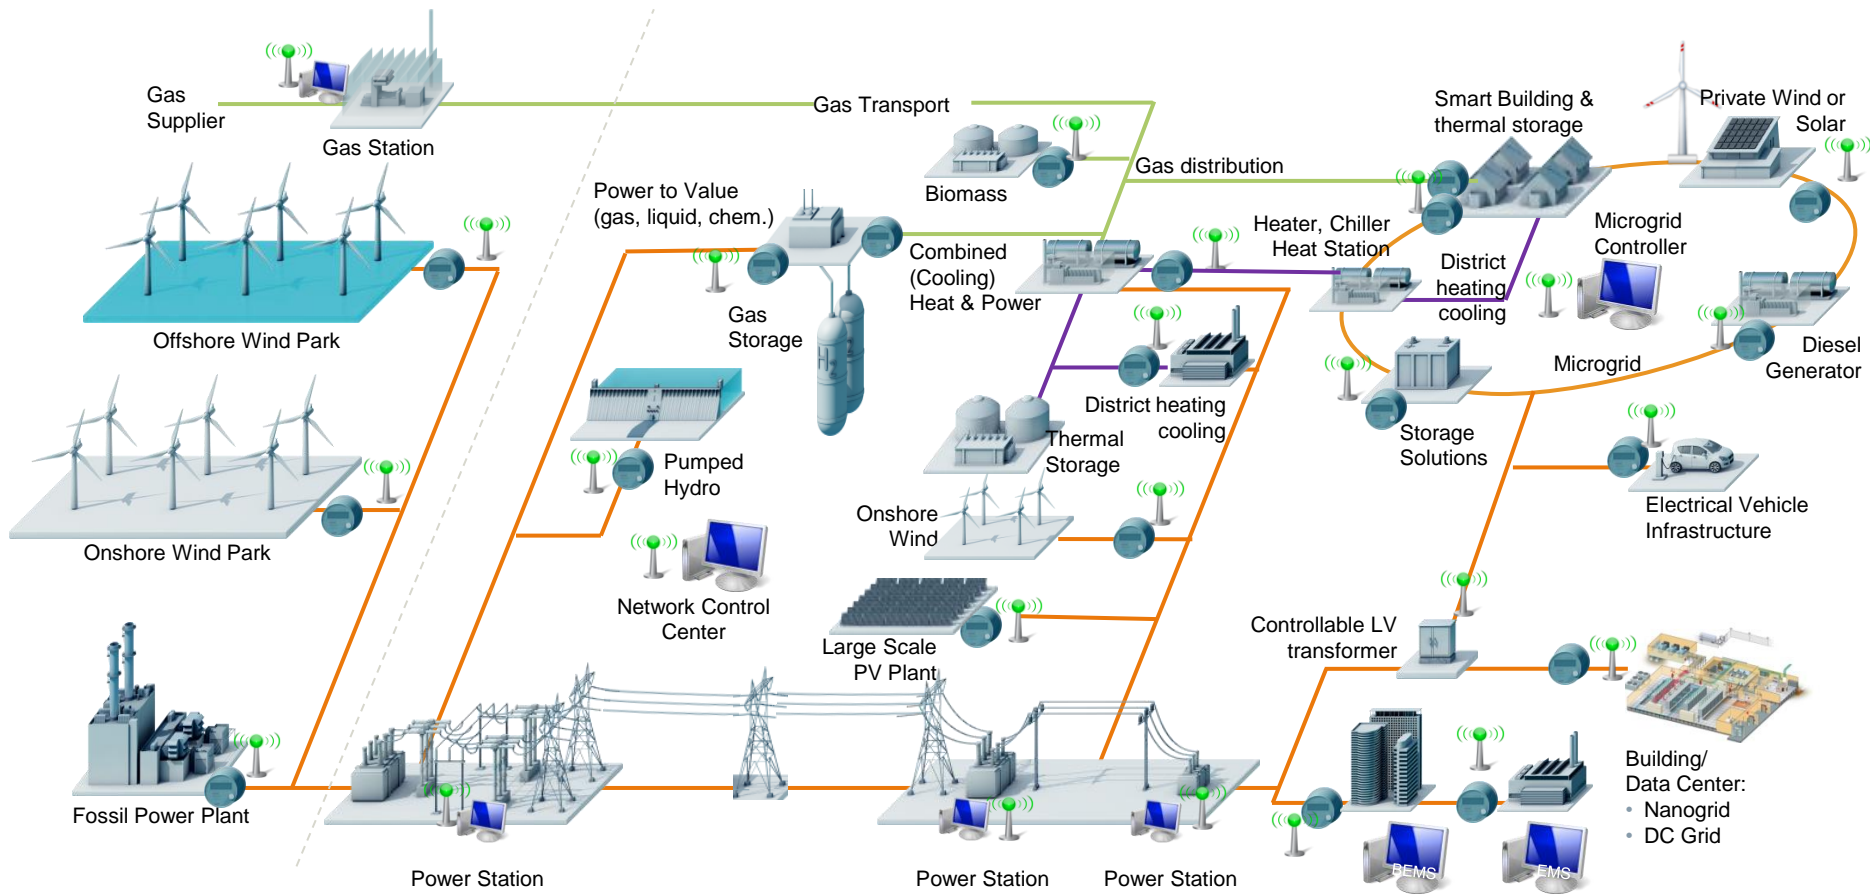 Gas
Supplier
Gas Station
Gas Transport
Biomass
Gas distribution
Smart Building &
thermal storage
Private Wind or
Solar
Power to Value
(gas, liquid, chem.)
Gas
Storage
H2
Combined
(Cooling)
Heat & Power
Heater, Chiller
Heat Station
Microgrid
Controller
District
heating
cooling
Offshore Wind Park
Diesel
Generator
Microgrid
Storage
Solutions
District heating
cooling
Thermal
Storage
Pumped
Hydro
Onshore
Wind
Electrical Vehicle
Infrastructure
Onshore Wind Park
Network Control
Center
Large Scale
PV Plant
Controllable LV
transformer
Building/
Data Center:
• Nanogrid
• DC Grid
Fossil Power Plant
Power Station
Power Station
Power Station
BEMS
EMS